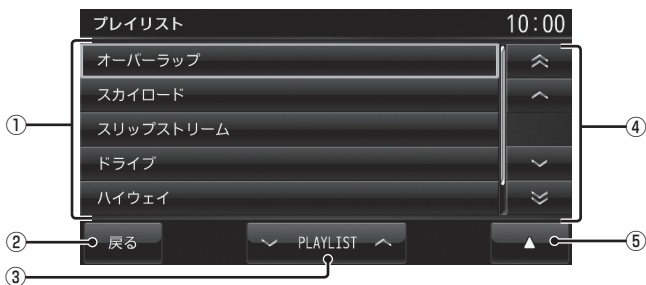 プレイリスト 10:00
オーバーラップ
スカイロード
① スリップストリーム ④
ドライブ
ハイウェイ
② 戻る PLAYLIST ⑤
③